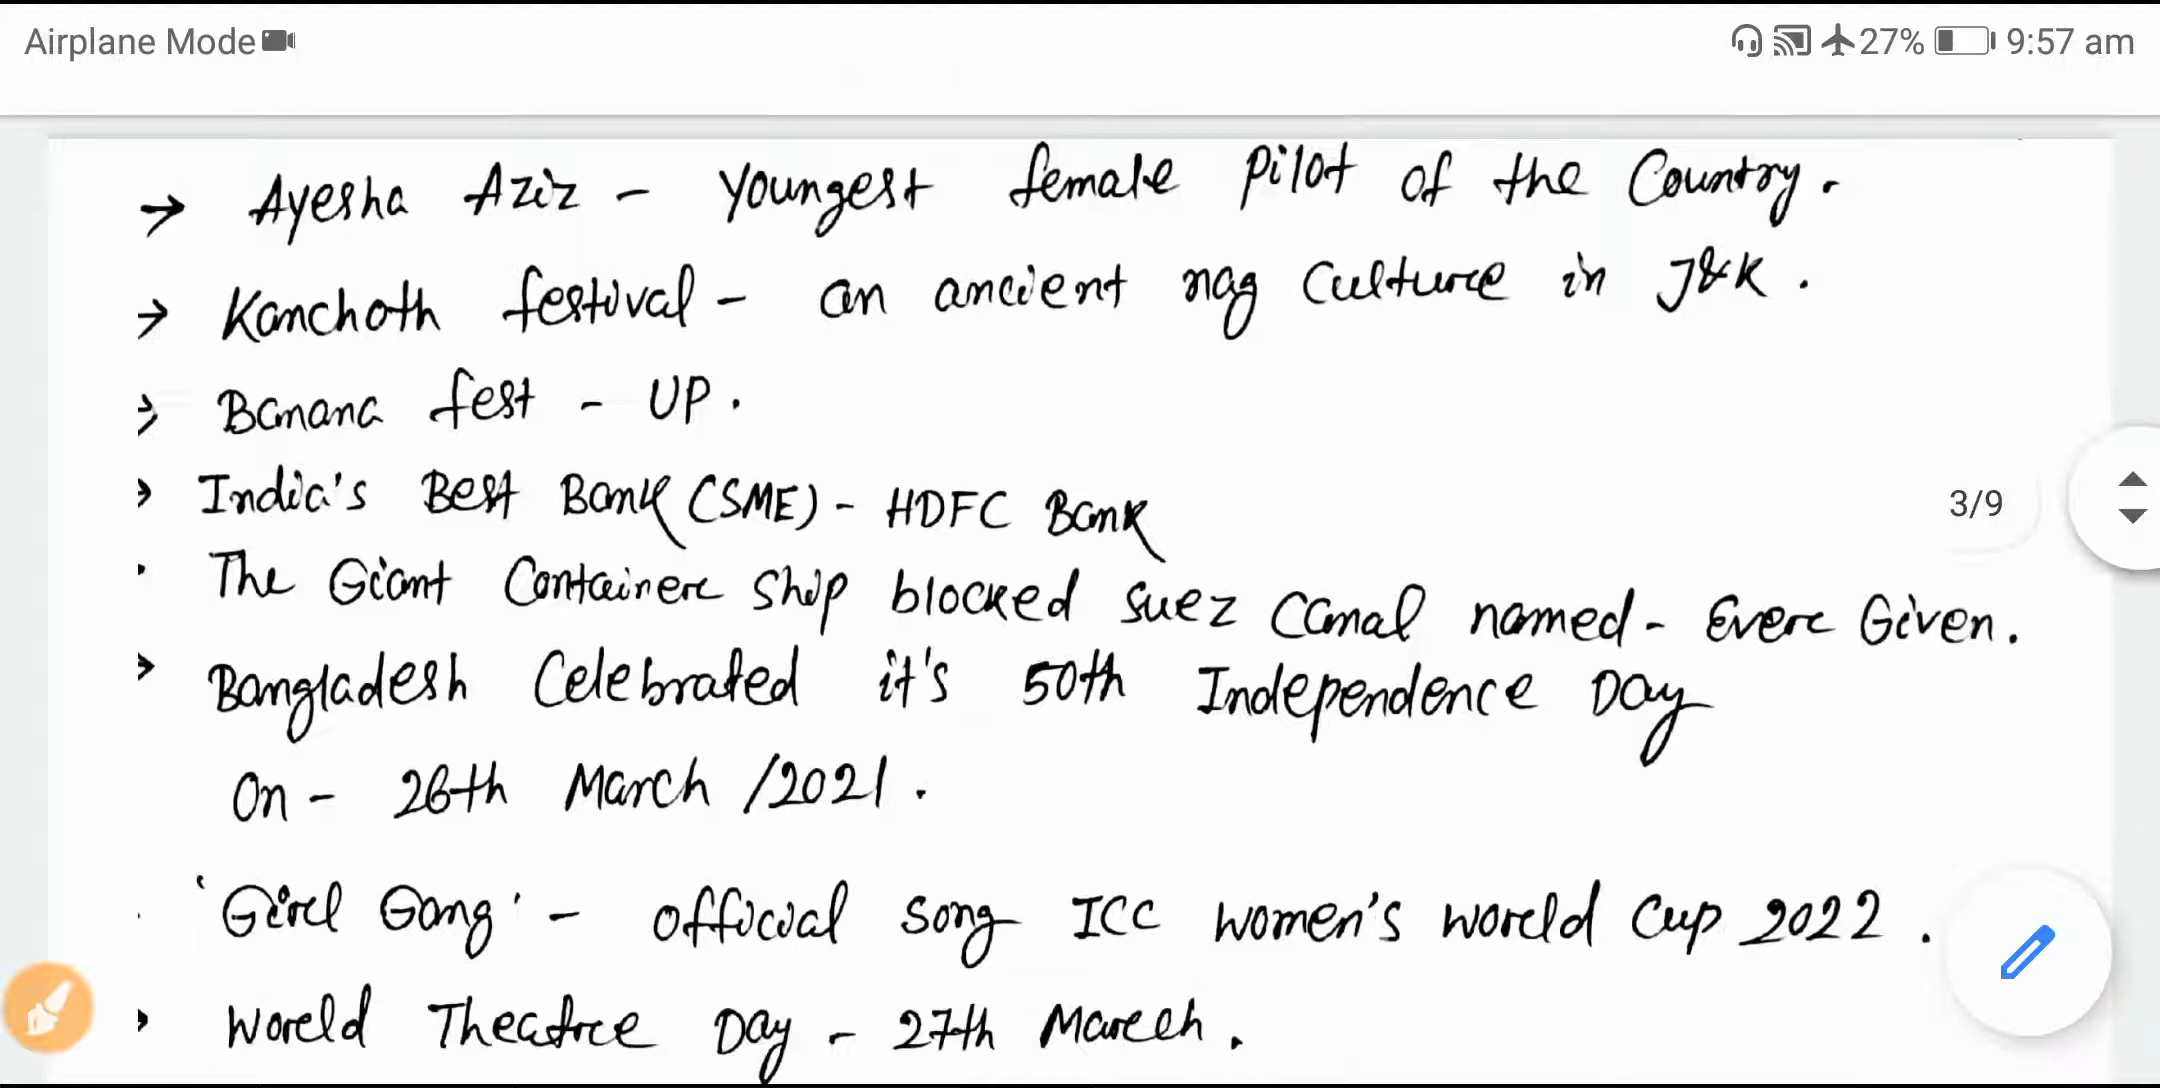 Airplane Mode 27% 9:57 am
→ Ayesha Aziz - Youngest female Pilot of the Country.
→ Kanchoth festival - an ancient nag Culture in J&K.
→ Banana fest - UP.
→ India's Best Bank (SME) - HDFC Bank
3/9
The Giant Container Ship blocked Suez Canal named - Ever Given.
Bangladesh Celebrated it's 50th Independence Day
On - 26th March /2021.
'Girl Gang' - official song ICC women's world Cup 2022.
World Theatre Day - 27th March.